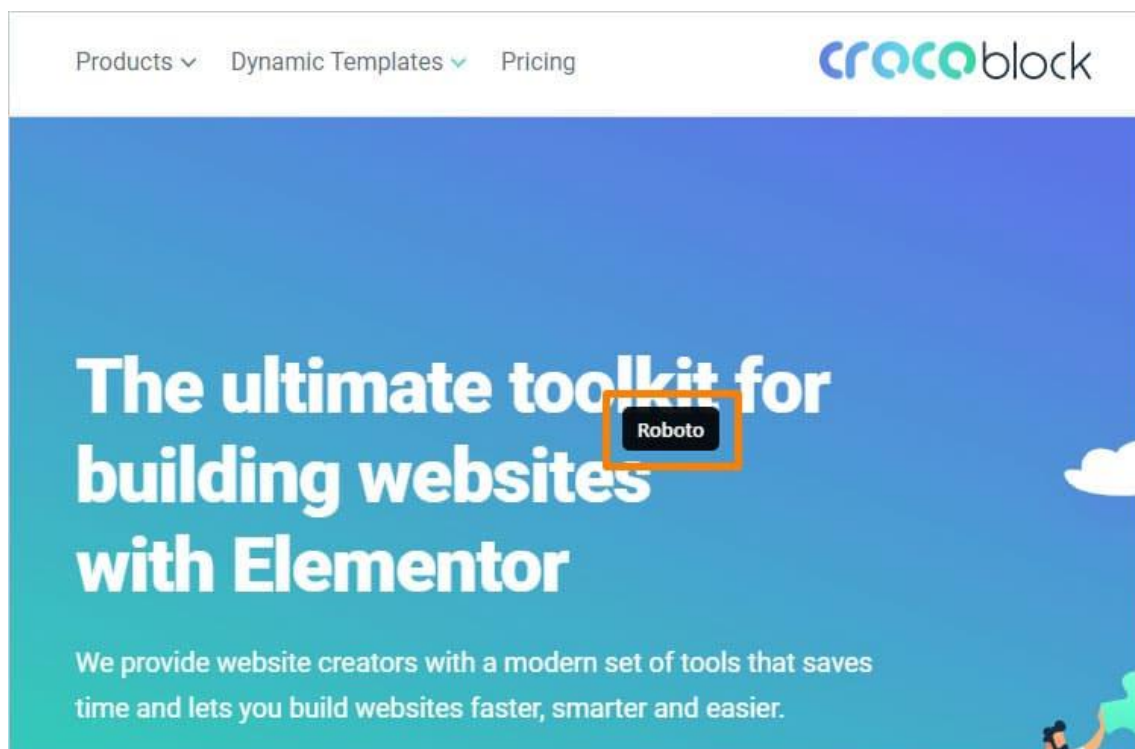 Products Dynamic Templates Pricing crocoblock
The ultimate toolkit for
Roboto
building websites
with Elementor
We provide website creators with a modern set of tools that saves
time and lets you build websites faster, smarter and easier.